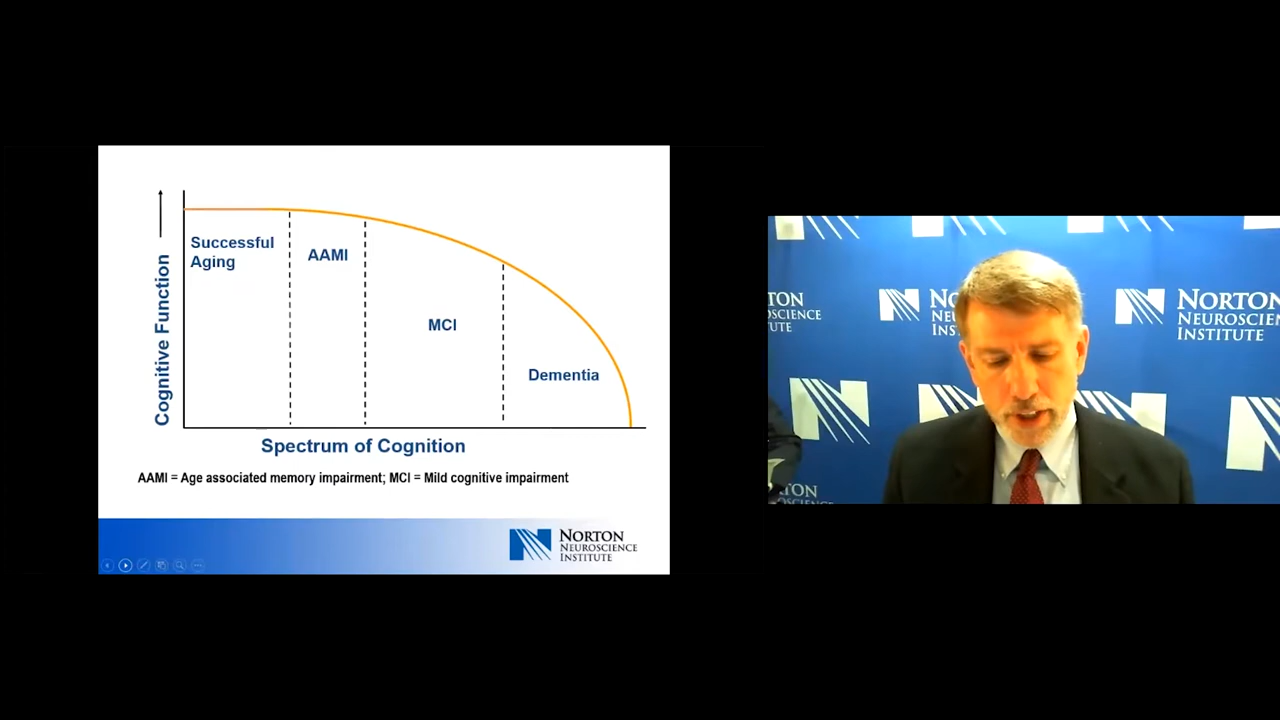 Successful
Aging
AAMI
MCI
Dementia
Cognitive Function
Spectrum of Cognition
AAMI = Age associated memory impairment; MCI = Mild cognitive impairment
NORTON
NEUROSCIENCE
INSTITUTE
NORTON
NEUROSCIEN
INSTITUTE